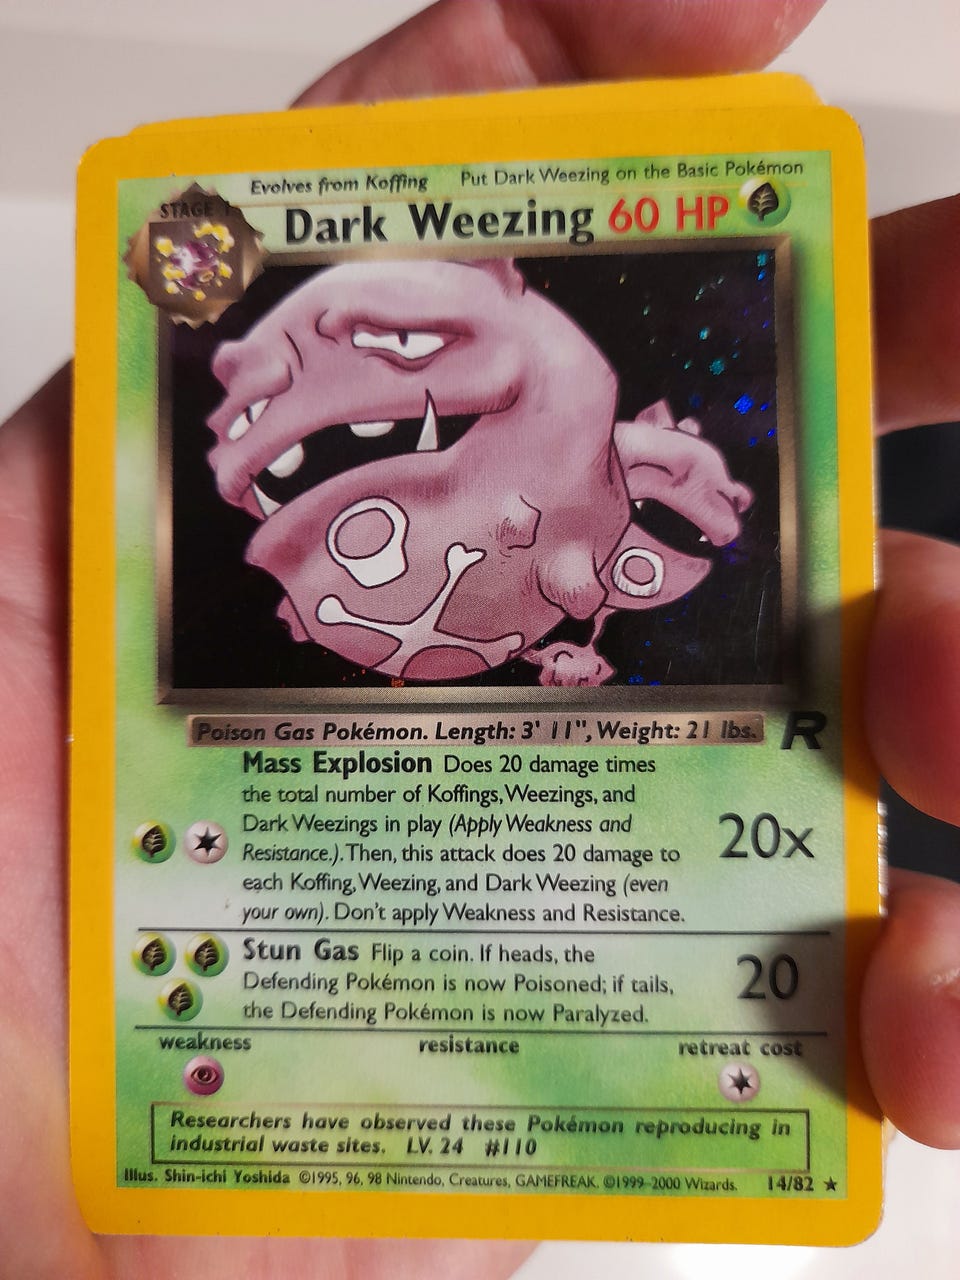 Evolves from Koffing Put Dark Weezing on the Basic Pokémon
STAGE 1
Dark Weezing 60 HP
Poison Gas Pokémon. Length: 3' 11", Weight: 21 lbs.
R
Mass Explosion Does 20 damage times
the total number of Koffings, Weezings, and
Dark Weezings in play (Apply Weakness and
Resistance.). Then, this attack does 20 damage to
each Koffing, Weezing, and Dark Weezing (even
your own). Don't apply Weakness and Resistance.
20x
Stun Gas Flip a coin. If heads, the
Defending Pokémon is now Poisoned; if tails,
the Defending Pokémon is now Paralyzed.
20
weakness resistance retreat cost
Researchers have observed these Pokémon reproducing in
industrial waste sites. LV. 24 #110
Illus. Shin-ichi Yoshida ©1995, 96, 98 Nintendo, Creatures, GAMEFREAK. ©1999-2000 Wizards. 14/82 ★